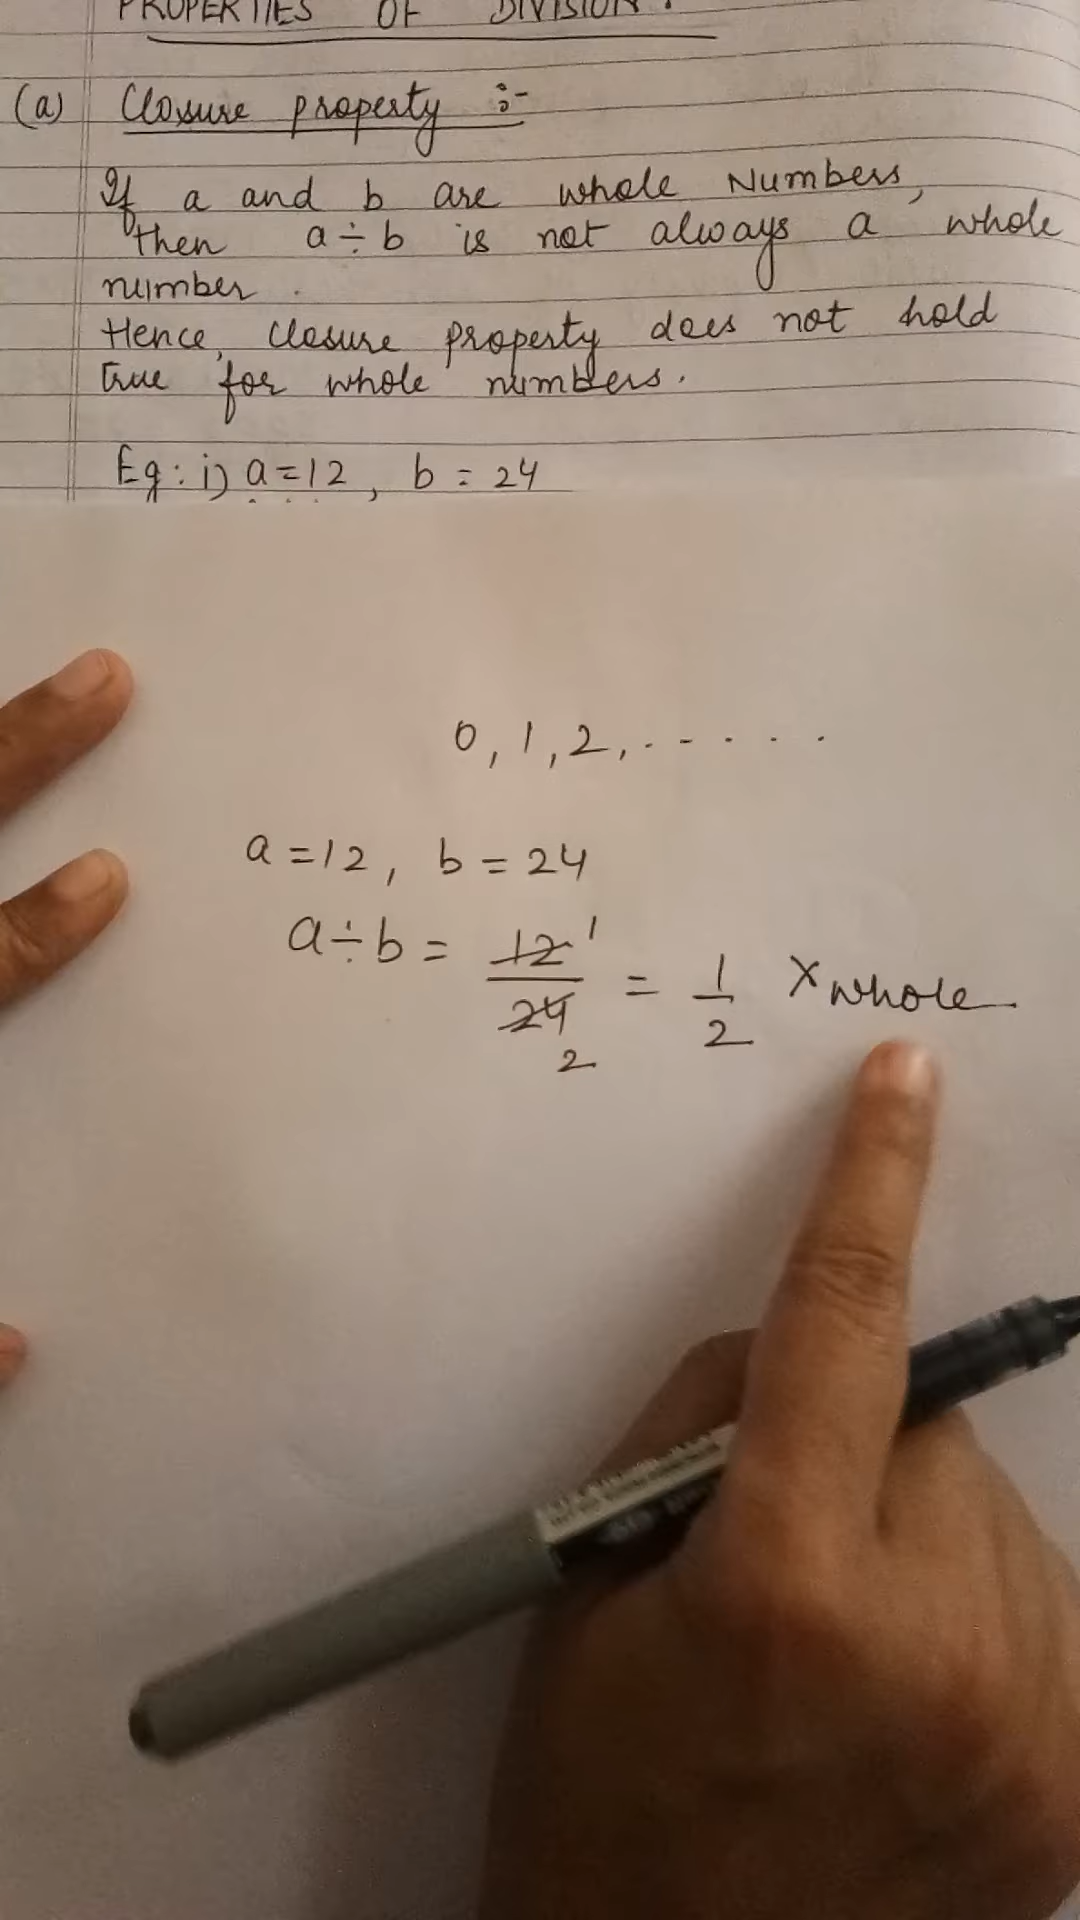 PROPERTIES OF DIVISION :
(a) Closure property :-
If a and b are whole Numbers,
then a ÷ b is not always a whole
number.
Hence, Closure property does not hold
true for whole numbers.
Eg: i) a=12, b = 24
0, 1, 2, . - . . . .
a = 12, b = 24
a ÷ b = 12/24 = 1/2 × whole
1
2